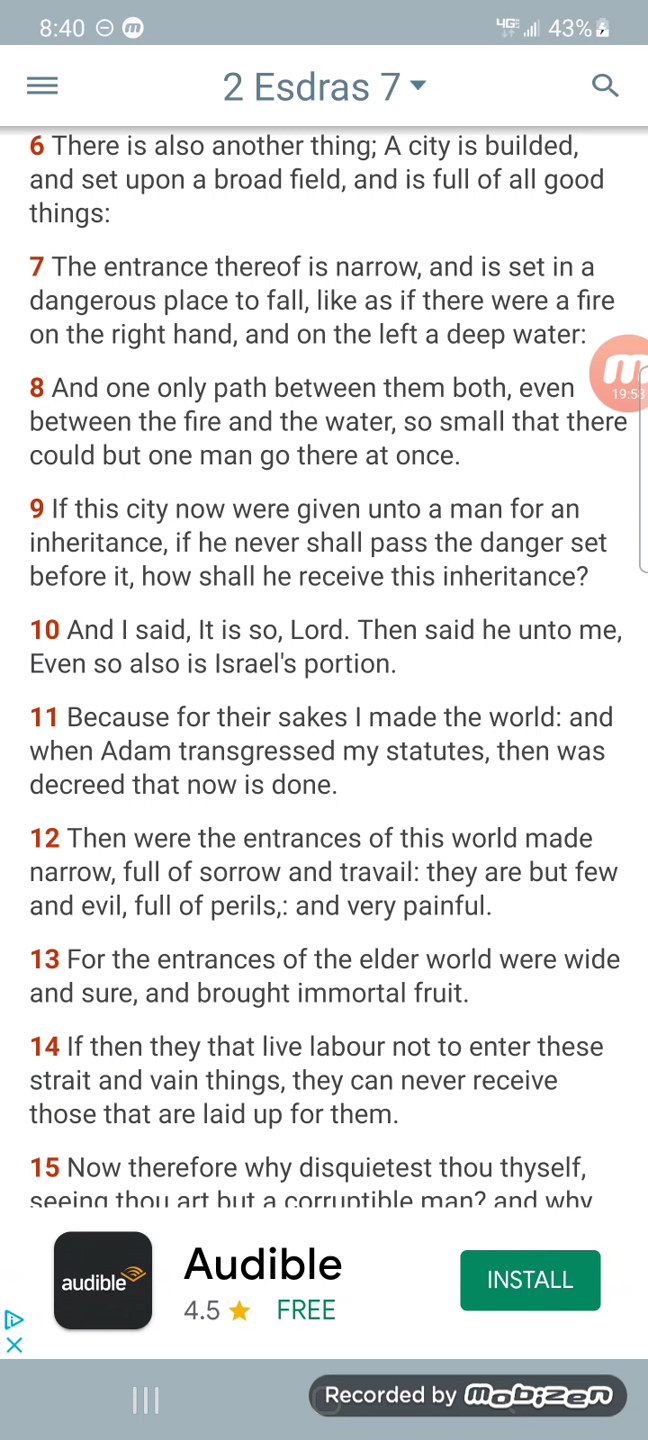 8:40
4GE 43%
2 Esdras 7
6 There is also another thing; A city is builded,
and set upon a broad field, and is full of all good
things:
7 The entrance thereof is narrow, and is set in a
dangerous place to fall, like as if there were a fire
on the right hand, and on the left a deep water:
19:53
8 And one only path between them both, even
between the fire and the water, so small that there
could but one man go there at once.
9 If this city now were given unto a man for an
inheritance, if he never shall pass the danger set
before it, how shall he receive this inheritance?
10 And I said, It is so, Lord. Then said he unto me,
Even so also is Israel's portion.
11 Because for their sakes I made the world: and
when Adam transgressed my statutes, then was
decreed that now is done.
12 Then were the entrances of this world made
narrow, full of sorrow and travail: they are but few
and evil, full of perils,: and very painful.
13 For the entrances of the elder world were wide
and sure, and brought immortal fruit.
14 If then they that live labour not to enter these
strait and vain things, they can never receive
those that are laid up for them.
15 Now therefore why disquietest thou thyself,
seeing thou art but a corruptible man? and why
audible
Audible
4.5 ★ FREE
INSTALL
Recorded by mobizen